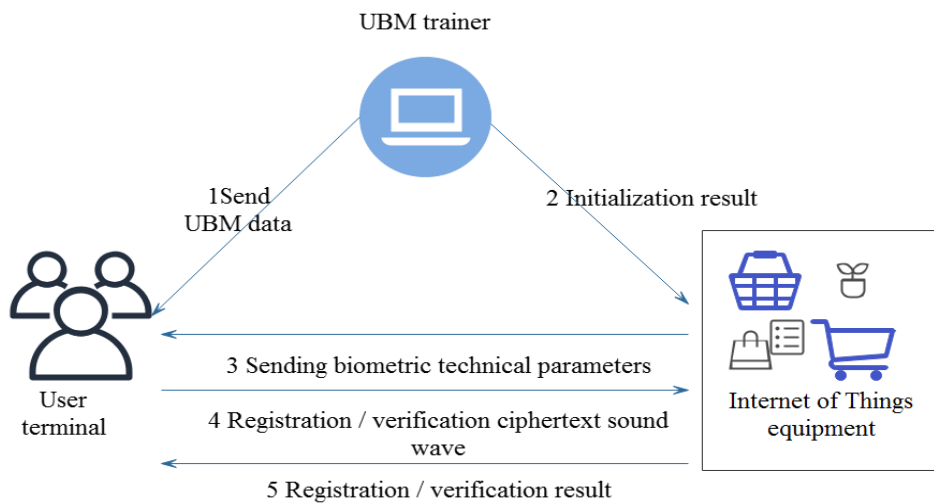 UBM trainer
1Send
UBM data
2 Initialization result
3 Sending biometric technical parameters
User
terminal
4 Registration / verification ciphertext sound
wave
Internet of Things
equipment
5 Registration / verification result